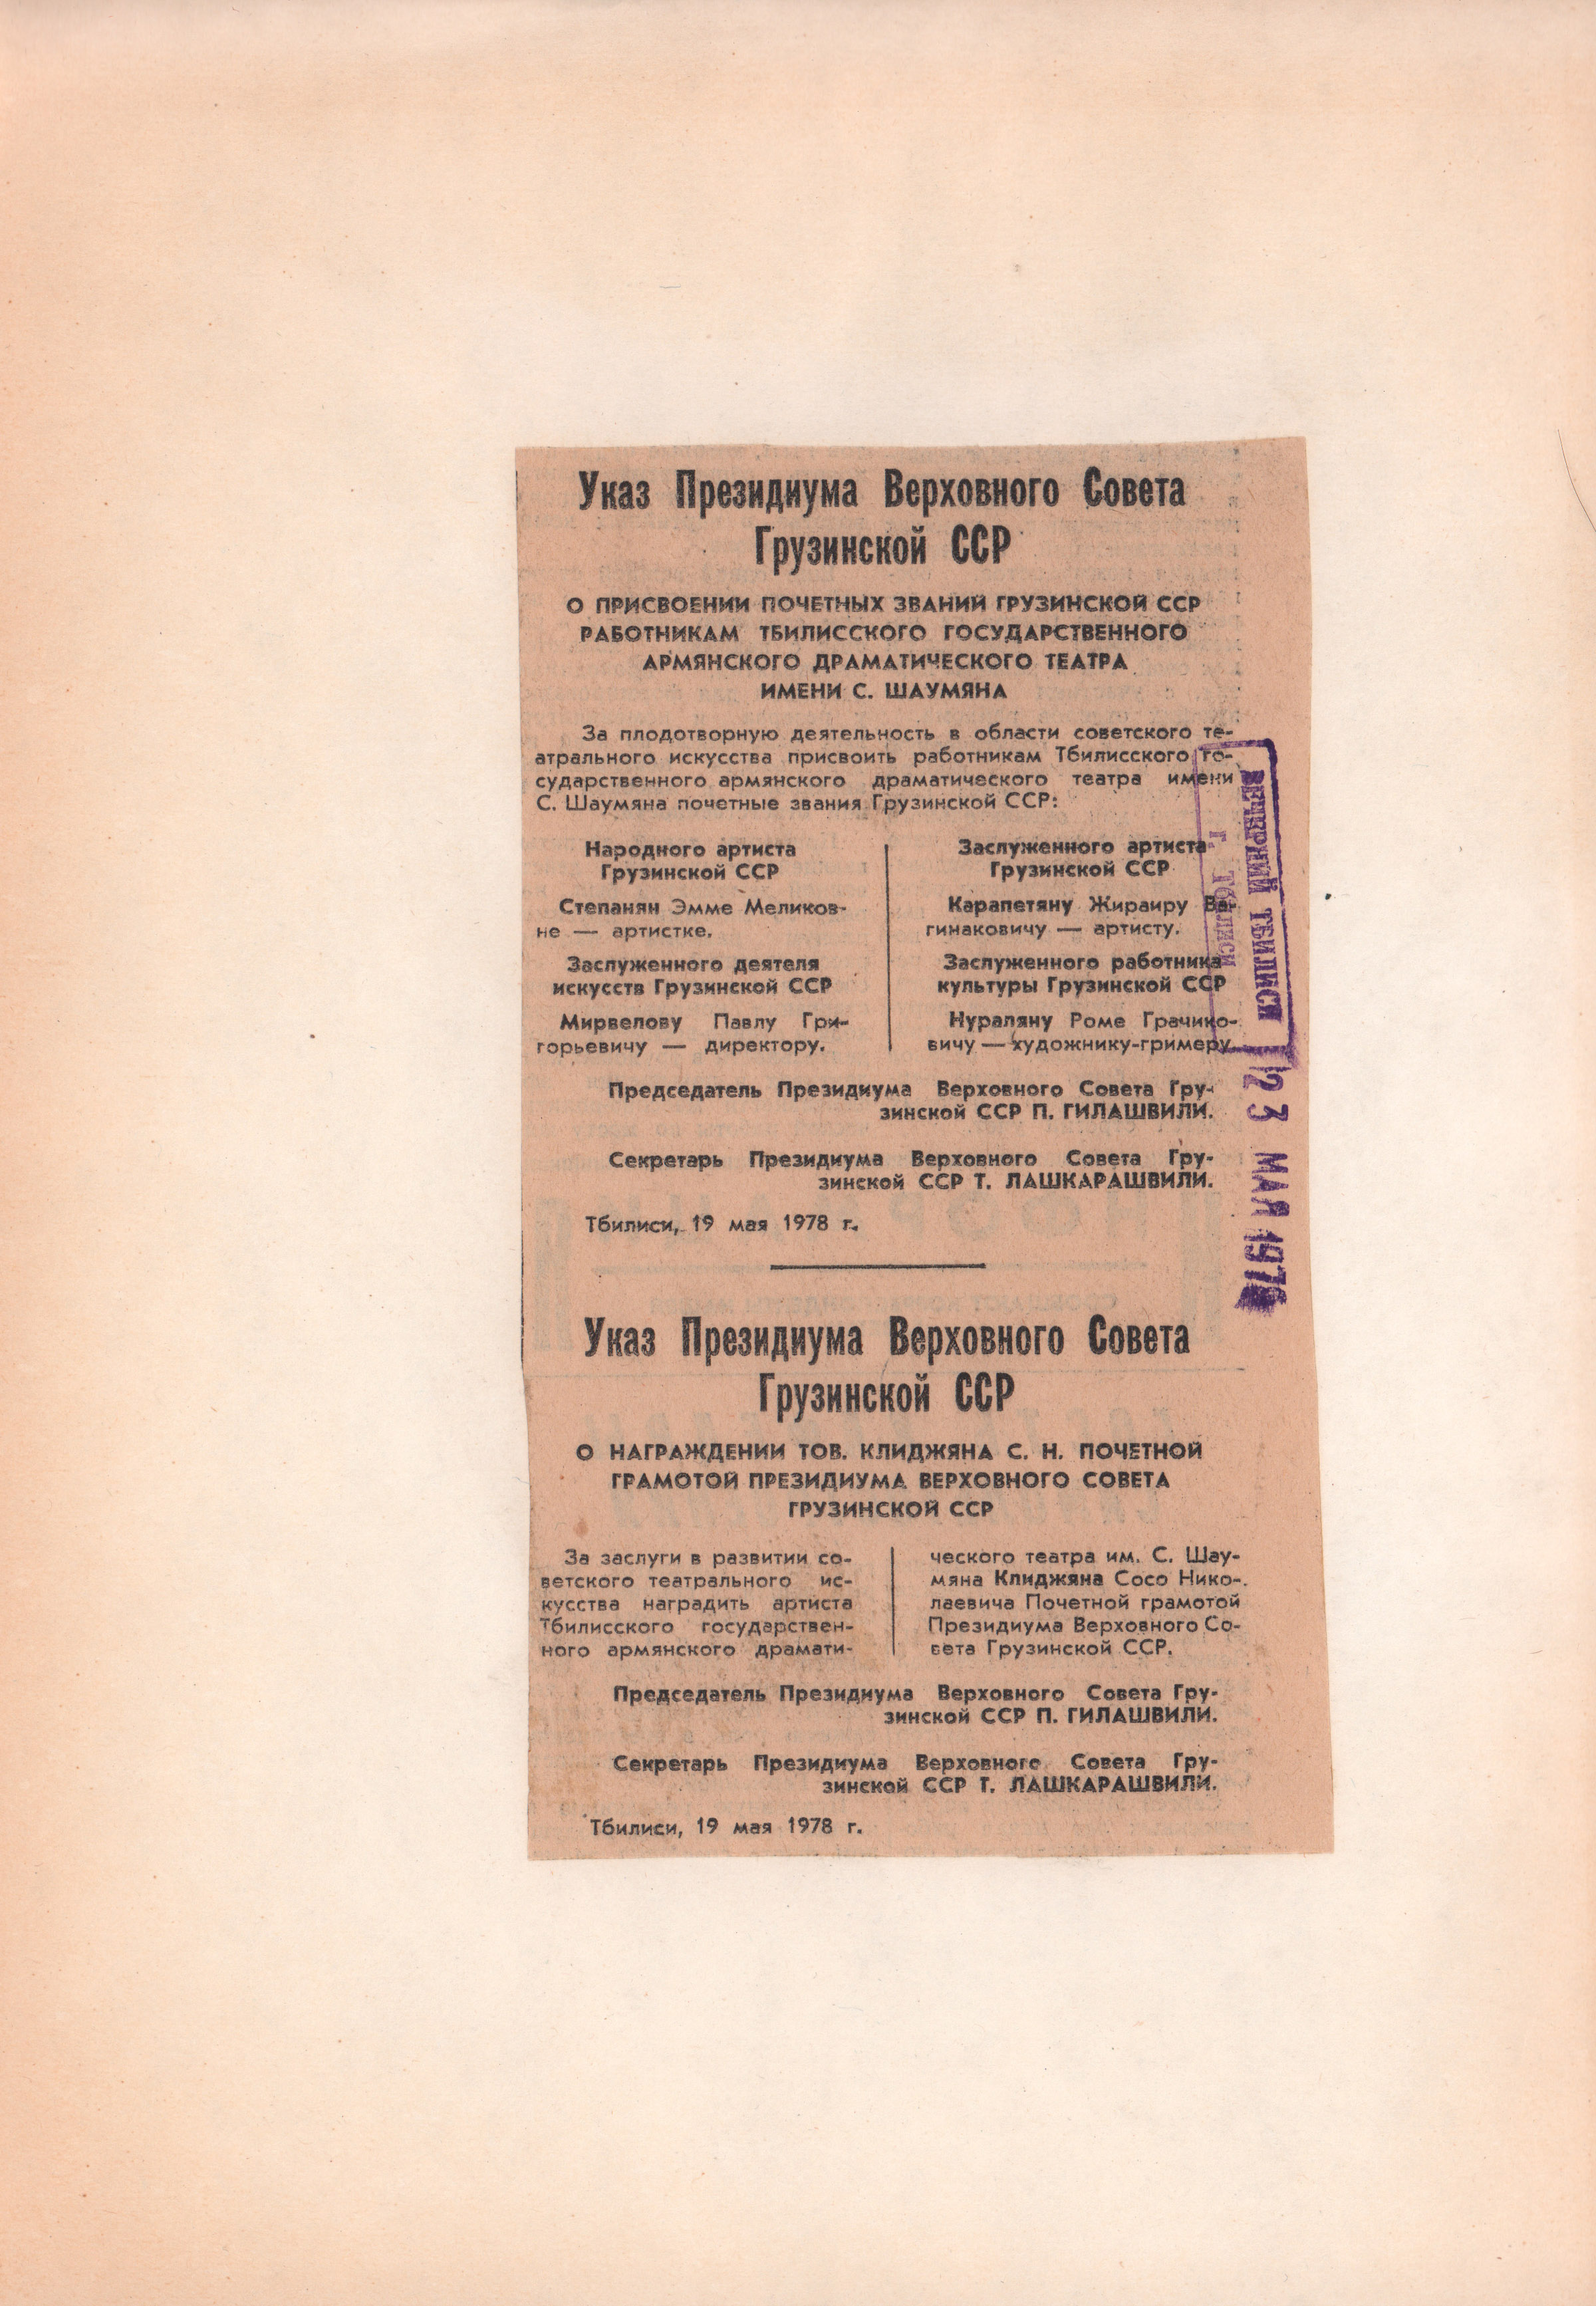 Указ Президиума Верховного Совета
Грузинской ССР
О ПРИСВОЕНИИ ПОЧЕТНЫХ ЗВАНИЙ ГРУЗИНСКОЙ ССР
РАБОТНИКАМ ТБИЛИССКОГО ГОСУДАРСТВЕННОГО
АРМЯНСКОГО ДРАМАТИЧЕСКОГО ТЕАТРА
ИМЕНИ С. ШАУМЯНА
За плодотворную деятельность в области советского те-
атрального искусства присвоить работникам Тбилисского го-
сударственного армянского драматического театра имени
С. Шаумяна почетные звания Грузинской ССР:
Народного артиста
Грузинской ССР
Степанян Эмме Меликов-
не — артистке.
Заслуженного деятеля
искусств Грузинской ССР
Мирвелову Павлу Гри-
горьевичу — директору.
Заслуженного артиста
Грузинской ССР
Карапетяну Жираиру Ва-
гинаковичу — артисту.
Заслуженного работника
культуры Грузинской ССР
Нураляну Роме Грачико-
вичу — художнику-гримеру.
Председатель Президиума Верховного Совета Гру-
зинской ССР П. ГИЛАШВИЛИ.
Секретарь Президиума Верховного Совета Гру-
зинской ССР Т. ЛАШКАРАШВИЛИ.
Тбилиси, 19 мая 1978 г.
Указ Президиума Верховного Совета
Грузинской ССР
О НАГРАЖДЕНИИ ТОВ. КЛИДЖЯНА С. Н. ПОЧЕТНОЙ
ГРАМОТОЙ ПРЕЗИДИУМА ВЕРХОВНОГО СОВЕТА
ГРУЗИНСКОЙ ССР
За заслуги в развитии со-
ветского театрального ис-
кусства наградить артиста
Тбилисского государствен-
ного армянского драмати-
ческого театра им. С. Шау-
мяна Клиджяна Сосо Нико-
лаевича Почетной грамотой
Президиума Верховного Со-
вета Грузинской ССР.
Председатель Президиума Верховного Совета Гру-
зинской ССР П. ГИЛАШВИЛИ.
Секретарь Президиума Верховного Совета Гру-
зинской ССР Т. ЛАШКАРАШВИЛИ.
Тбилиси, 19 мая 1978 г.
ВЕЧЕРНИЙ ТБИЛИСИ
г. Тбилиси
23 МАЯ 1978